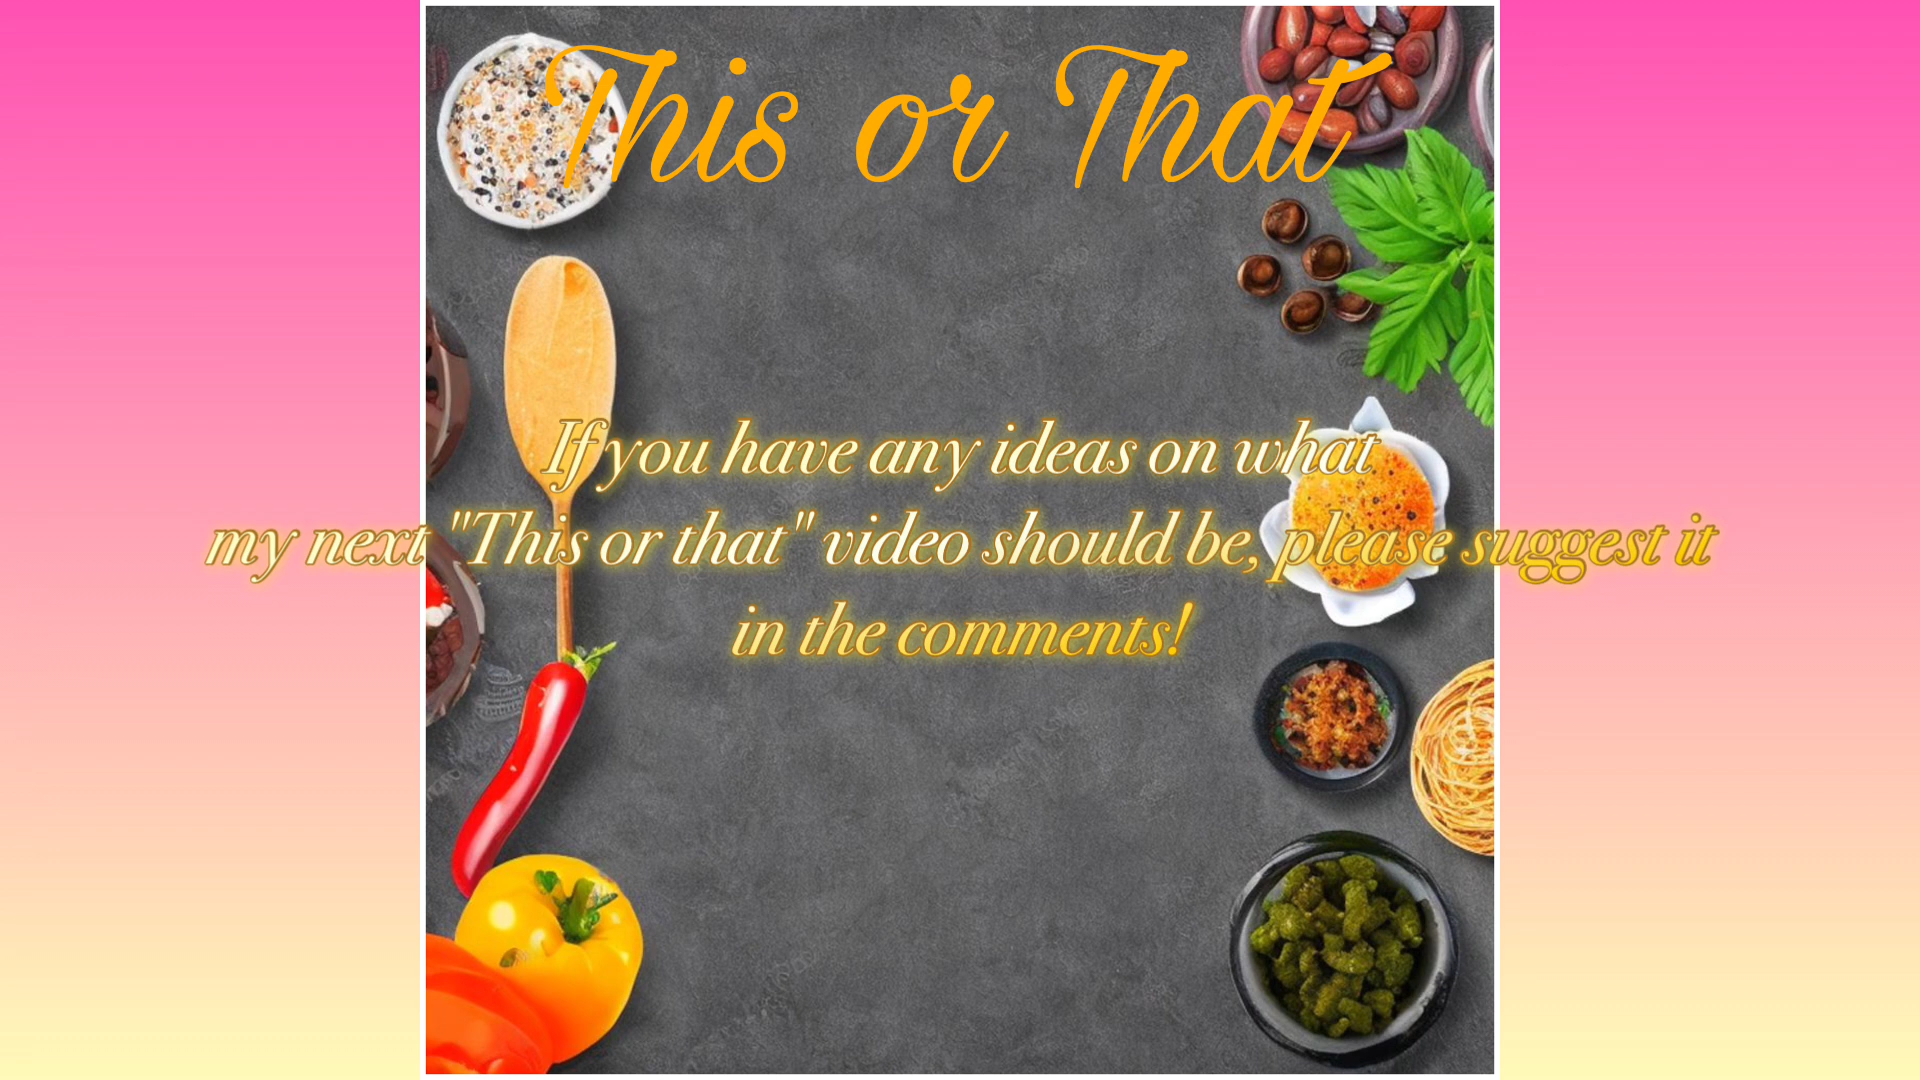 This or That
If you have any ideas on what
my next "This or that" video should be, please suggest it
in the comments!